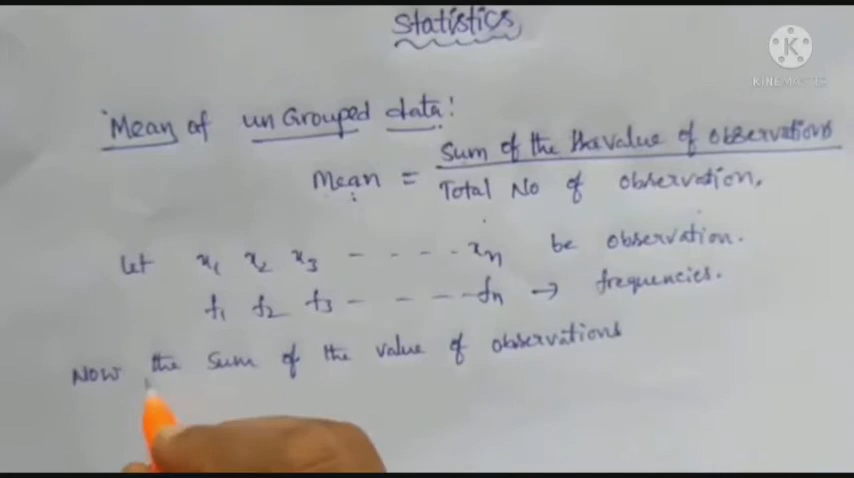 Statistics
K
KINEMASTER
Mean of un Grouped data:
Mean = Sum of the value of observations
Total No of observation,
Let x₁ x₂ x₃ - - - - - xₙ be observation.
f₁ f₂ f₃ - - - - - fₙ → frequencies.
Now the sum of the value of observations